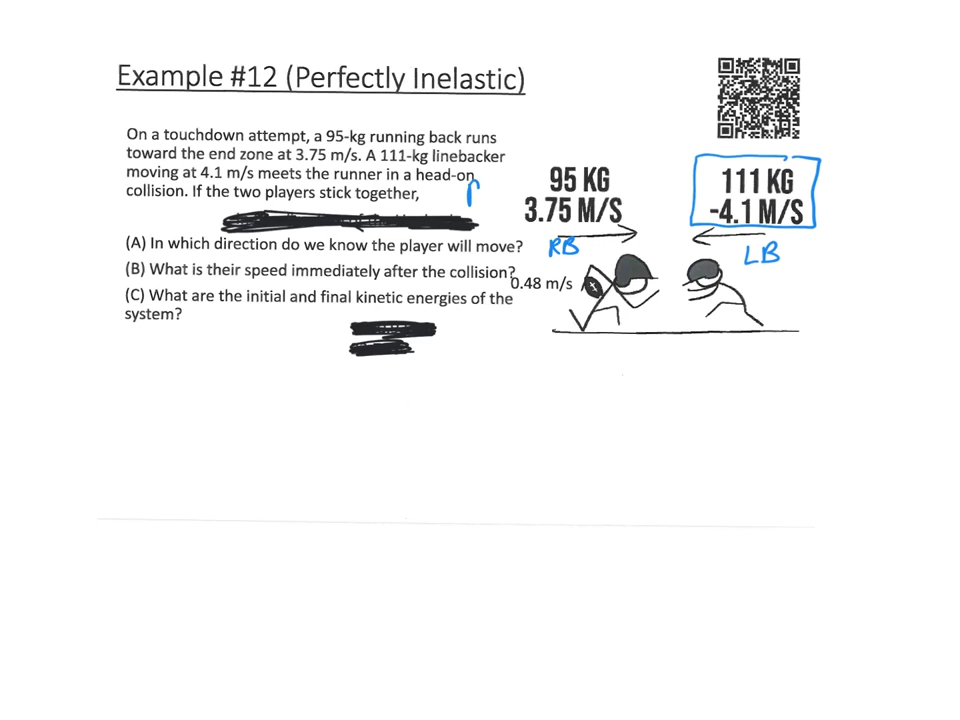 Example #12 (Perfectly Inelastic)
On a touchdown attempt, a 95-kg running back runs
toward the end zone at 3.75 m/s. A 111-kg linebacker
moving at 4.1 m/s meets the runner in a head-on
collision. If the two players stick together,
(A) In which direction do we know the player will move?
(B) What is their speed immediately after the collision?
0.48 m/s
(C) What are the initial and final kinetic energies of the
system?
95 KG
3.75 M/S
RB
111 KG
-4.1 M/S
LB